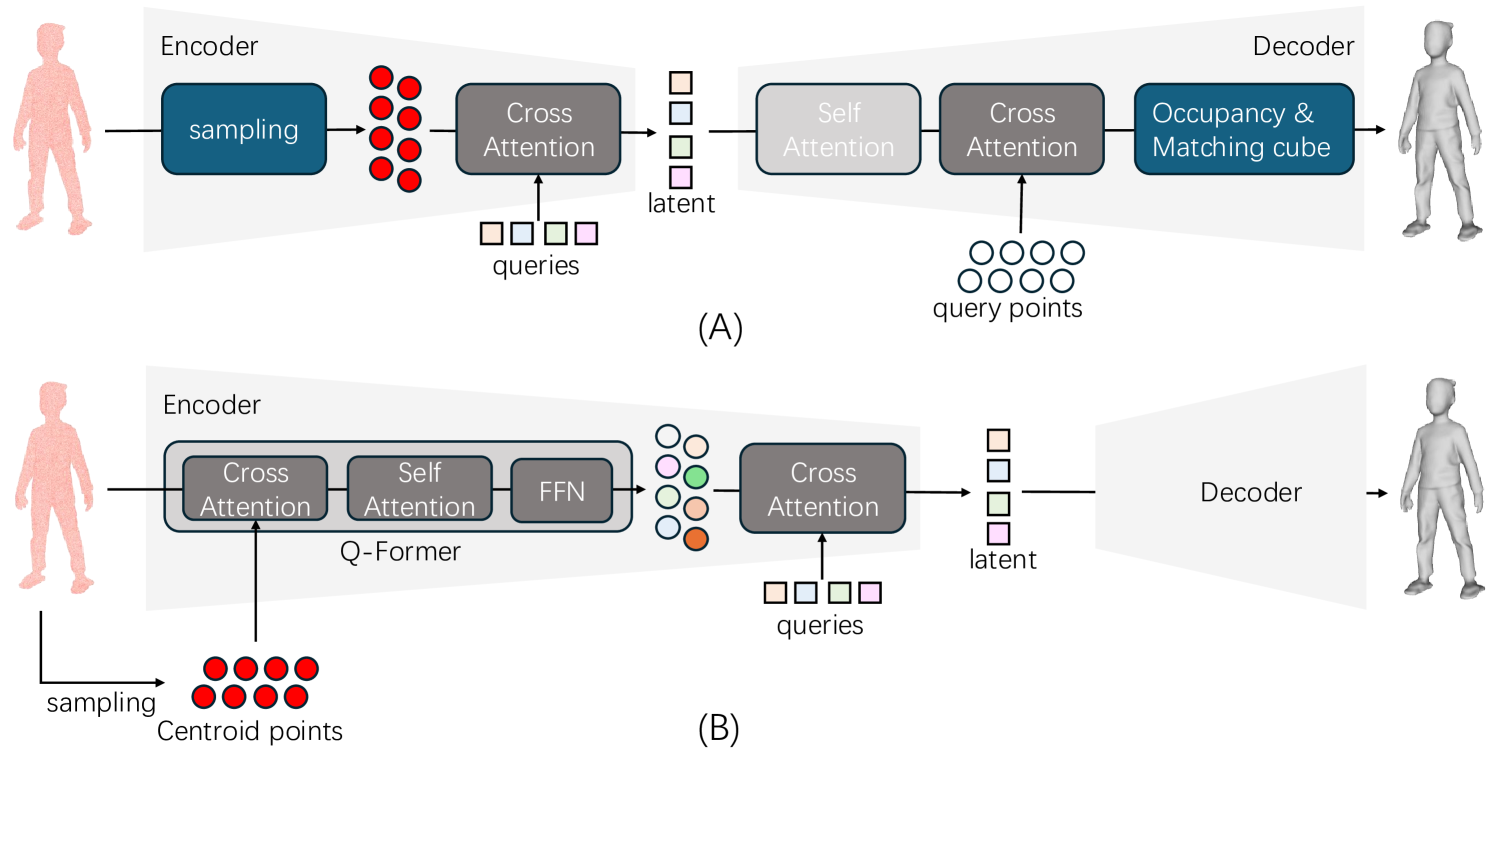 Encoder
Decoder
sampling
Cross
Attention
Self
Attention
Cross
Attention
Occupancy &
Matching cube
latent
queries
query points
(A)
Encoder
Cross
Attention
Self
Attention
FFN
Cross
Attention
Decoder
Q-Former
latent
queries
sampling
Centroid points
(B)